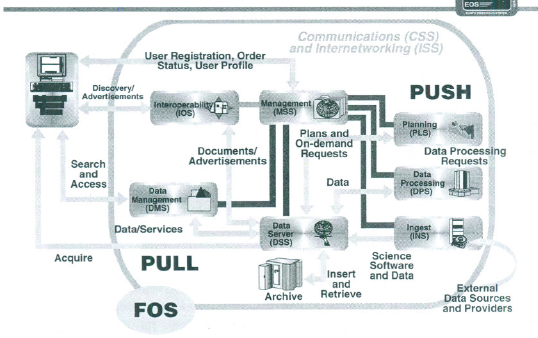 EOS
Communications (CSS)
and Internetworking (ISS)
User Registration, Order
Status, User Profile
Discovery/
Advertisements
Interoperability
(IOS)
Management
(MSS)
PUSH
Planning
(PLS)
Plans and
On-demand
Requests
Documents/
Advertisements
Data Processing
Requests
Search
and
Access
Data
Data
Processing
(DPS)
Data
Management
(DMS)
Data/Services
Data
Server
(DSS)
Ingest
(INS)
Acquire
PULL
Science
Software
and Data
Archive
Insert
and
Retrieve
External
Data Sources
and Providers
FOS